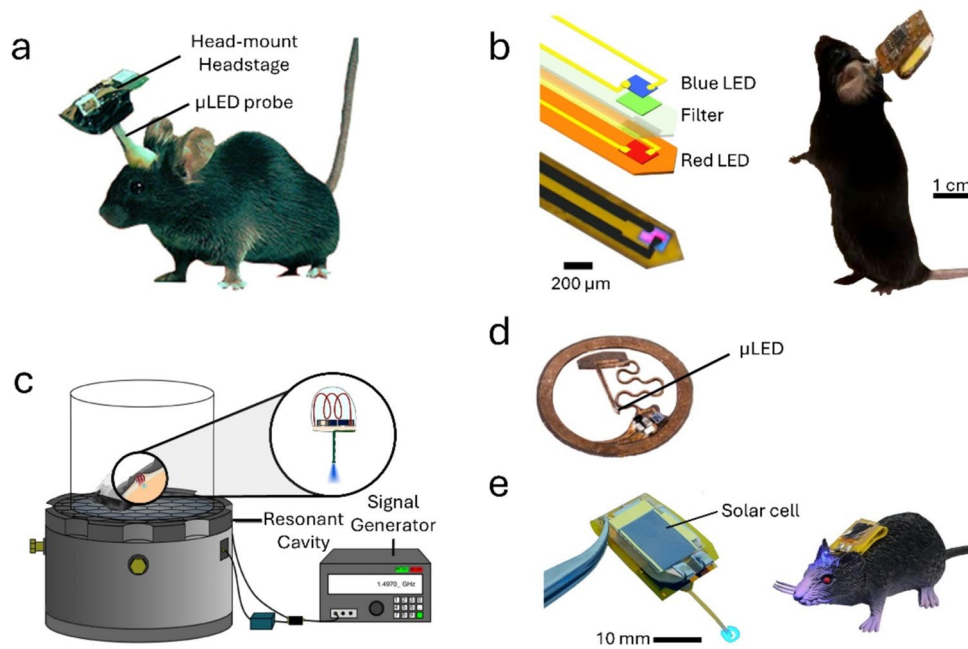 a
Head-mount
Headstage
µLED probe
b
Blue LED
Filter
Red LED
200 µm
1 cm
c
Signal
Generator
Resonant
Cavity
1.4970_ GHz
d
µLED
e
Solar cell
10 mm